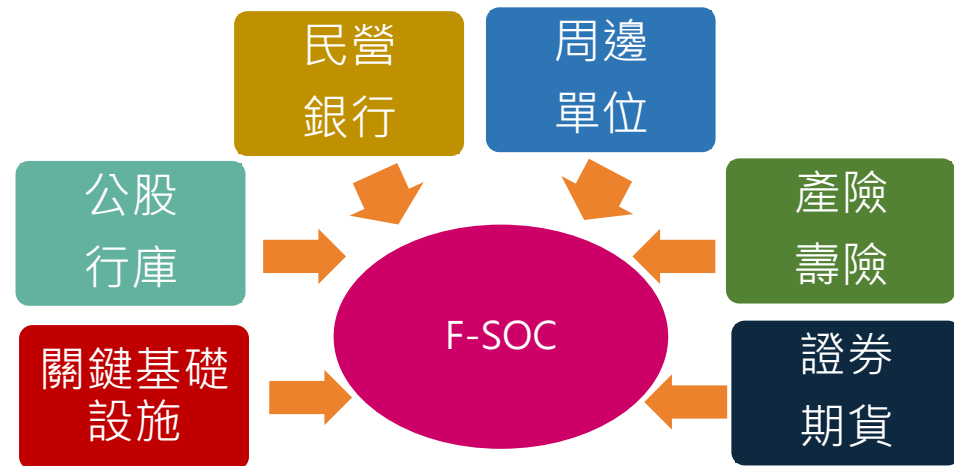 民營
銀行
周邊
單位
公股
行庫
產險
壽險
F-SOC
關鍵基礎
設施
證券
期貨